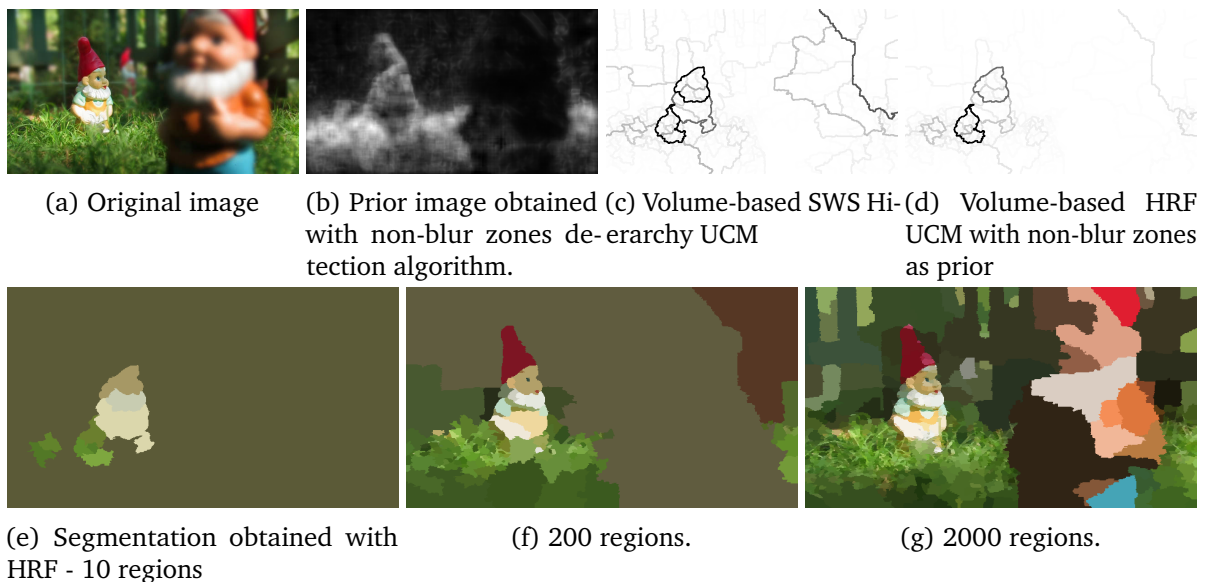 (a) Original image
(b) Prior image obtained
with non-blur zones de-
tection algorithm.
(c) Volume-based SWS Hi-
erarchy UCM
(d) Volume-based HRF
UCM with non-blur zones
as prior
(e) Segmentation obtained with
HRF - 10 regions
(f) 200 regions.
(g) 2000 regions.